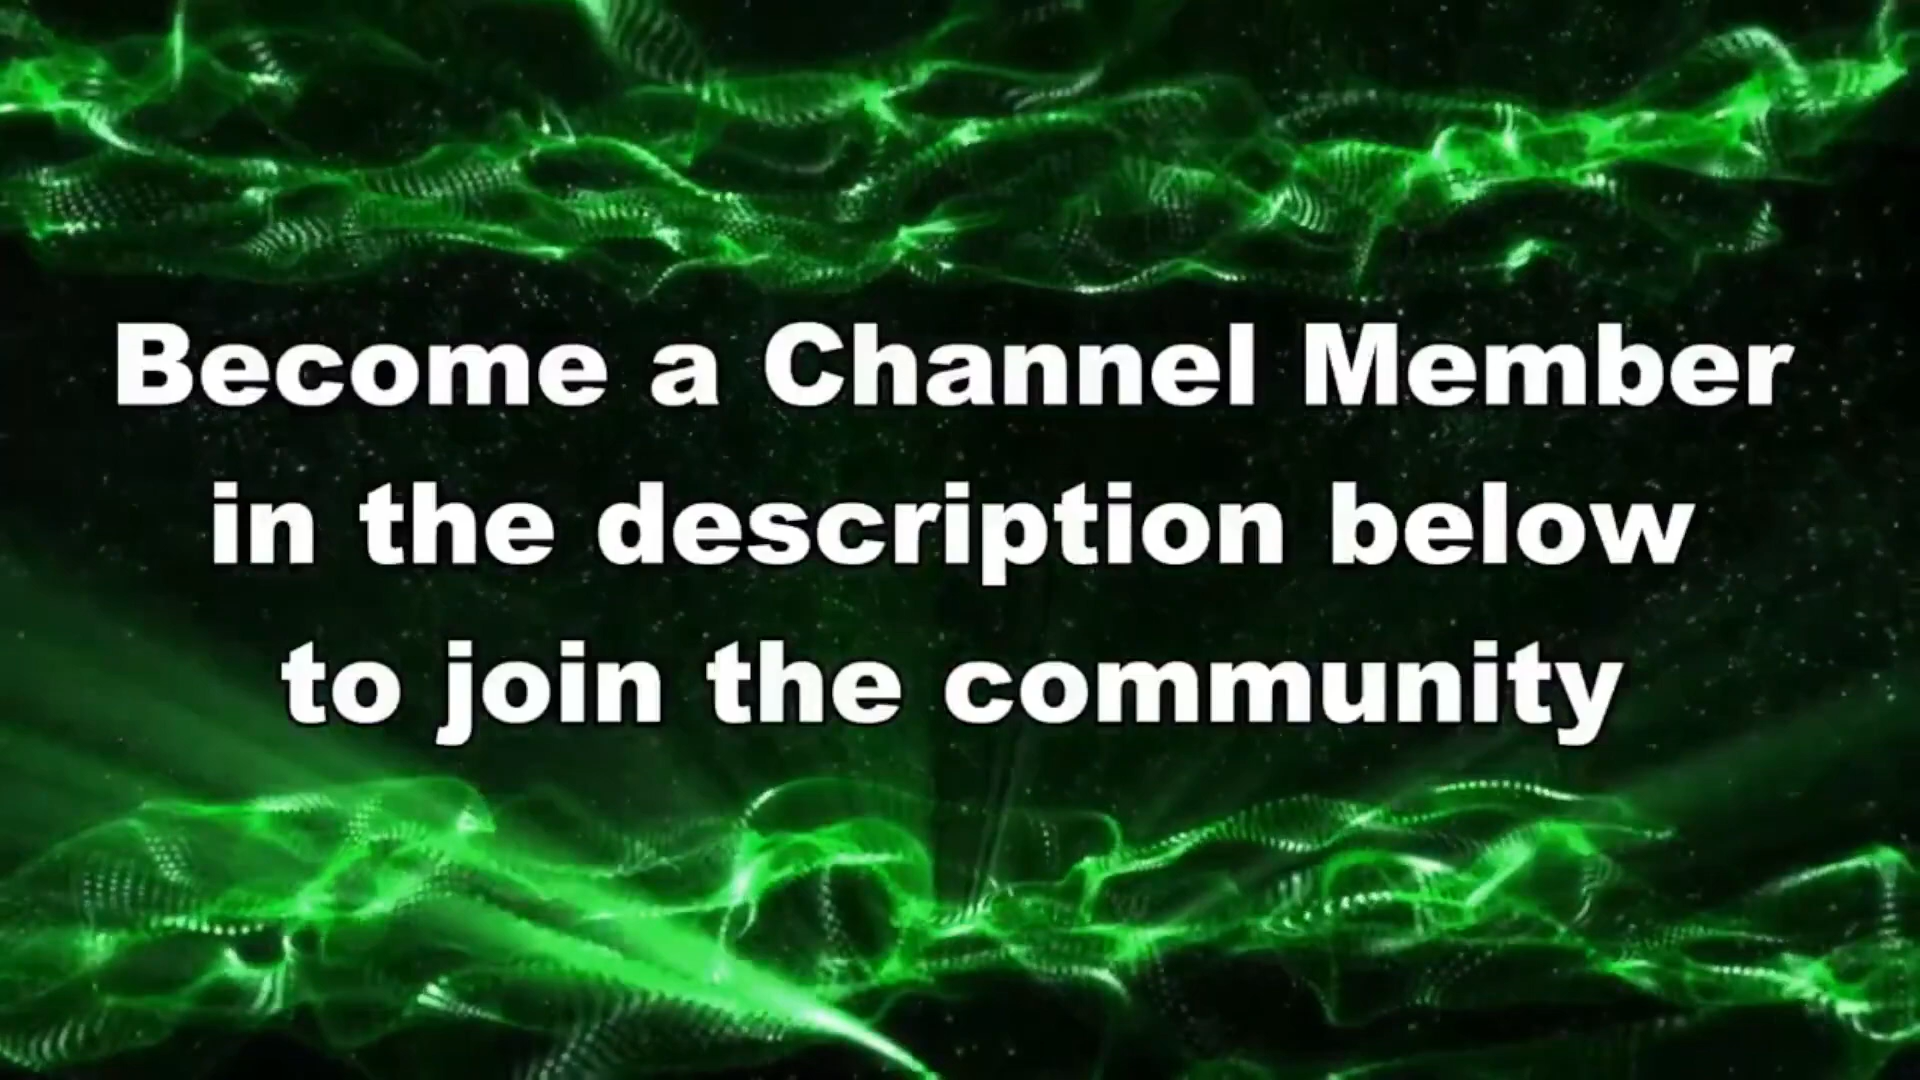 Become a Channel Member
in the description below
to join the community